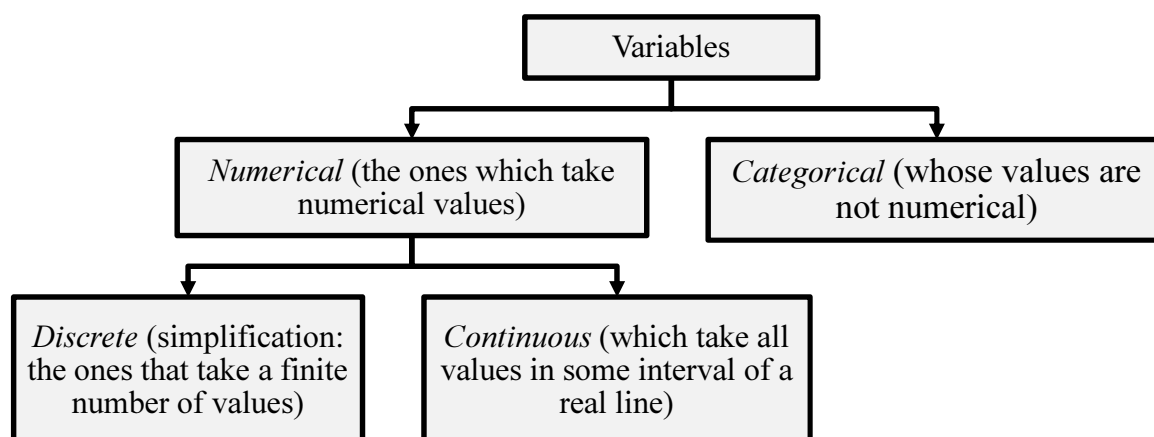 Variables
Numerical (the ones which take
numerical values)
Categorical (whose values are
not numerical)
Discrete (simplification:
the ones that take a finite
number of values)
Continuous (which take all
values in some interval of a
real line)